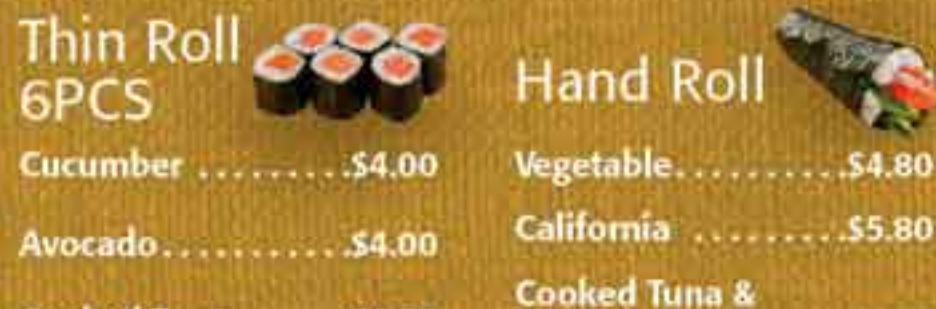 Thin Roll
6PCS
Cucumber .........$4.00
Avocado..........$4.00
Hand Roll
Vegetable..........$4.80
California .........$5.80
Cooked Tuna &